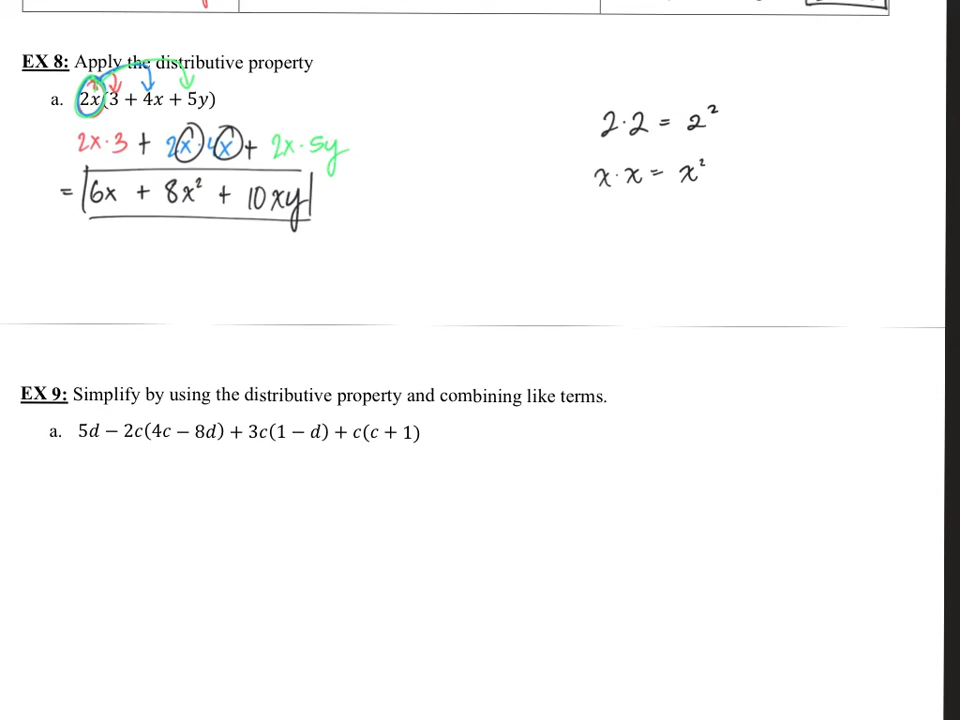 EX 8: Apply the distributive property
a. 2x(3 + 4x + 5y)
2x·3 + 2x·4x + 2x·5y
= 6x + 8x² + 10xy
2·2 = 2²
x·x = x²
EX 9: Simplify by using the distributive property and combining like terms.
a. 5d − 2c(4c − 8d) + 3c(1 − d) + c(c + 1)